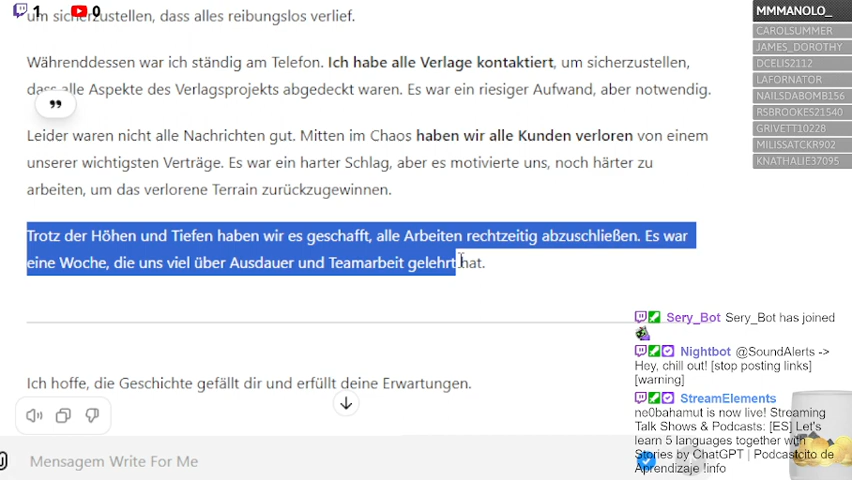 1
0
MMMANOLO_
CAROLSUMMER
JAMES_DOROTHY
DCELIS2112
LAFORNATOR
NAILSDABOMB156
RSBROOKES21540
GRIVETT10228
MILISSATCKR902
KNATHALIE37095
um sicherzustellen, dass alles reibungslos verlief.
Währenddessen war ich ständig am Telefon. Ich habe alle Verlage kontaktiert, um sicherzustellen,
dass alle Aspekte des Verlagsprojekts abgedeckt waren. Es war ein riesiger Aufwand, aber notwendig.
Leider waren nicht alle Nachrichten gut. Mitten im Chaos haben wir alle Kunden verloren von einem
unserer wichtigsten Verträge. Es war ein harter Schlag, aber es motivierte uns, noch härter zu
arbeiten, um das verlorene Terrain zurückzugewinnen.
Trotz der Höhen und Tiefen haben wir es geschafft, alle Arbeiten rechtzeitig abzuschließen. Es war
eine Woche, die uns viel über Ausdauer und Teamarbeit gelehrt hat.
Ich hoffe, die Geschichte gefällt dir und erfüllt deine Erwartungen.
Mensagem Write For Me
Sery_Bot Sery_Bot has joined
Nightbot @SoundAlerts ->
Hey, chill out! [stop posting links]
[warning]
StreamElements
ne0bahamut is now live! Streaming
Talk Shows & Podcasts: [ES] Let's
learn 5 languages together with
Stories by ChatGPT | Podcastcito de
Aprendizaje !info